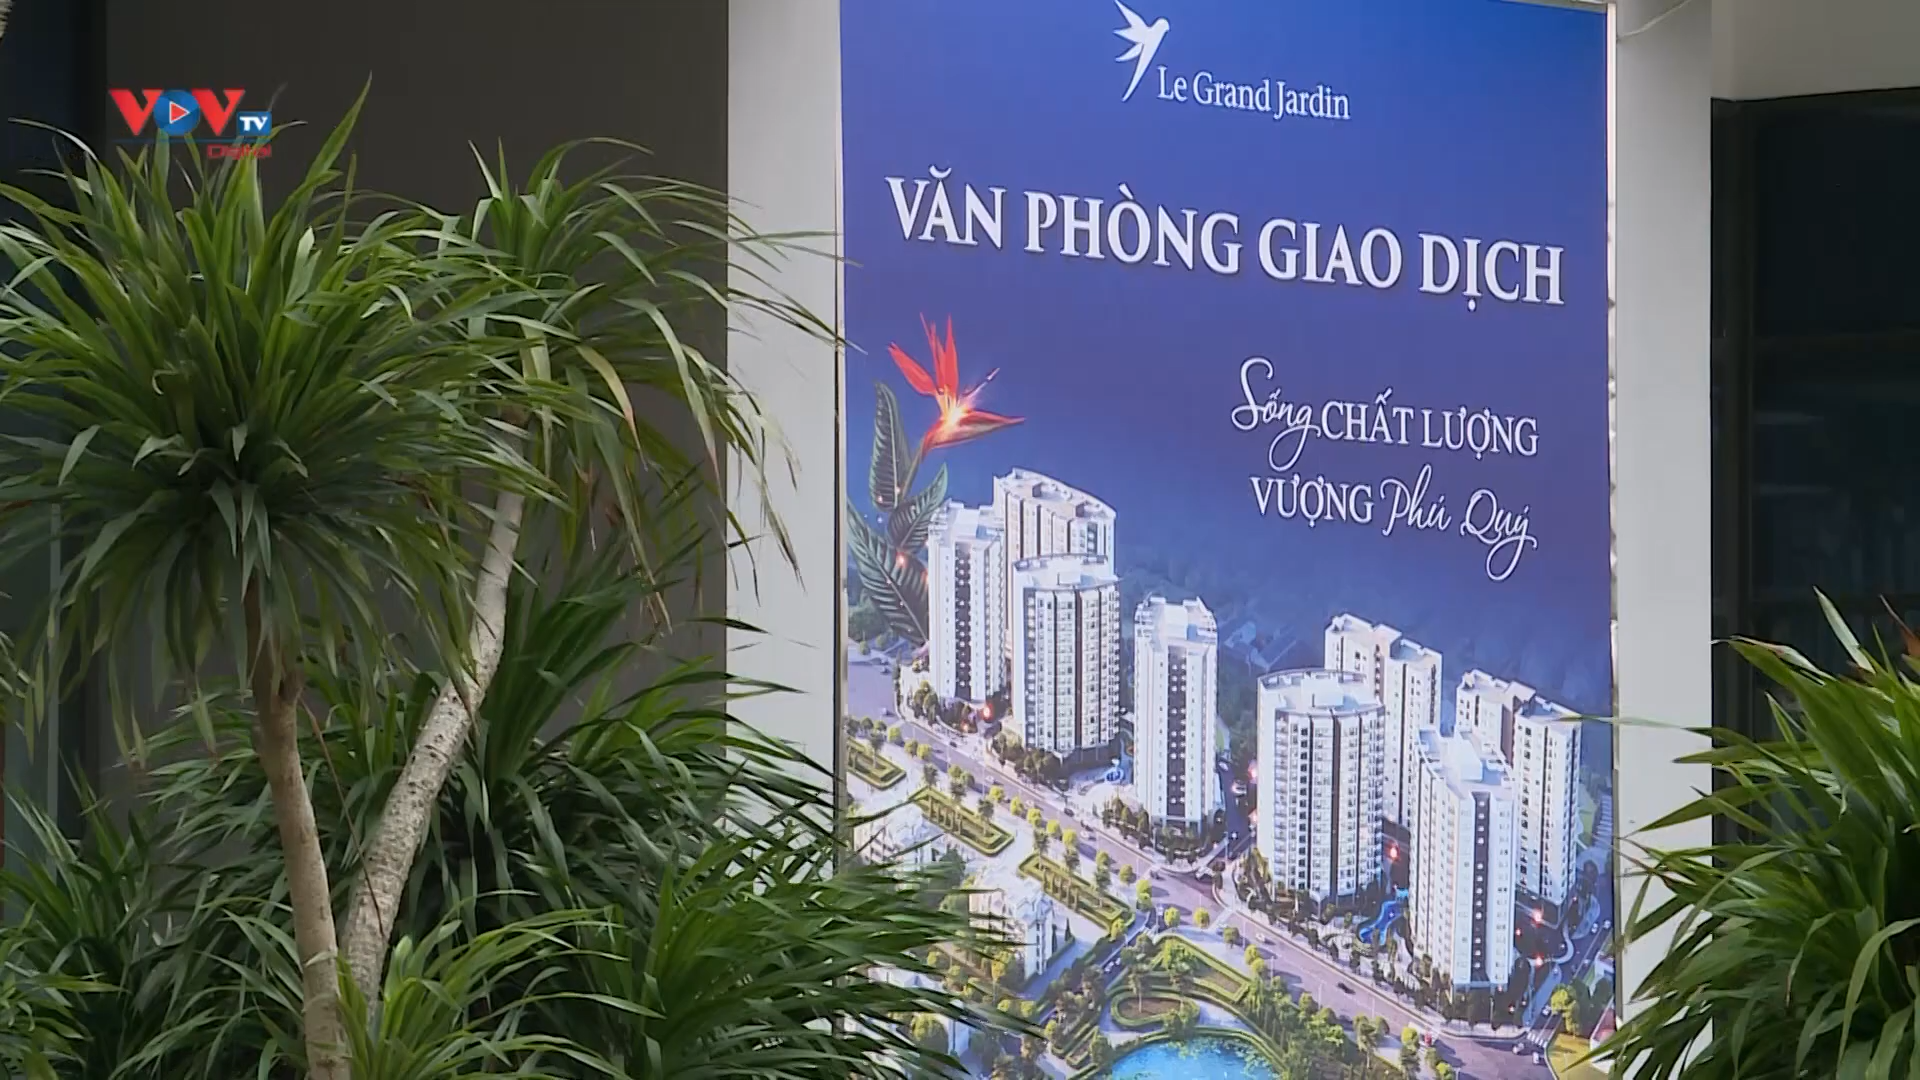 VOV TV
Digital
Le Grand Jardin
VĂN PHÒNG GIAO DỊCH
Sống CHẤT LƯỢNG
VƯỢNG Phú Quý